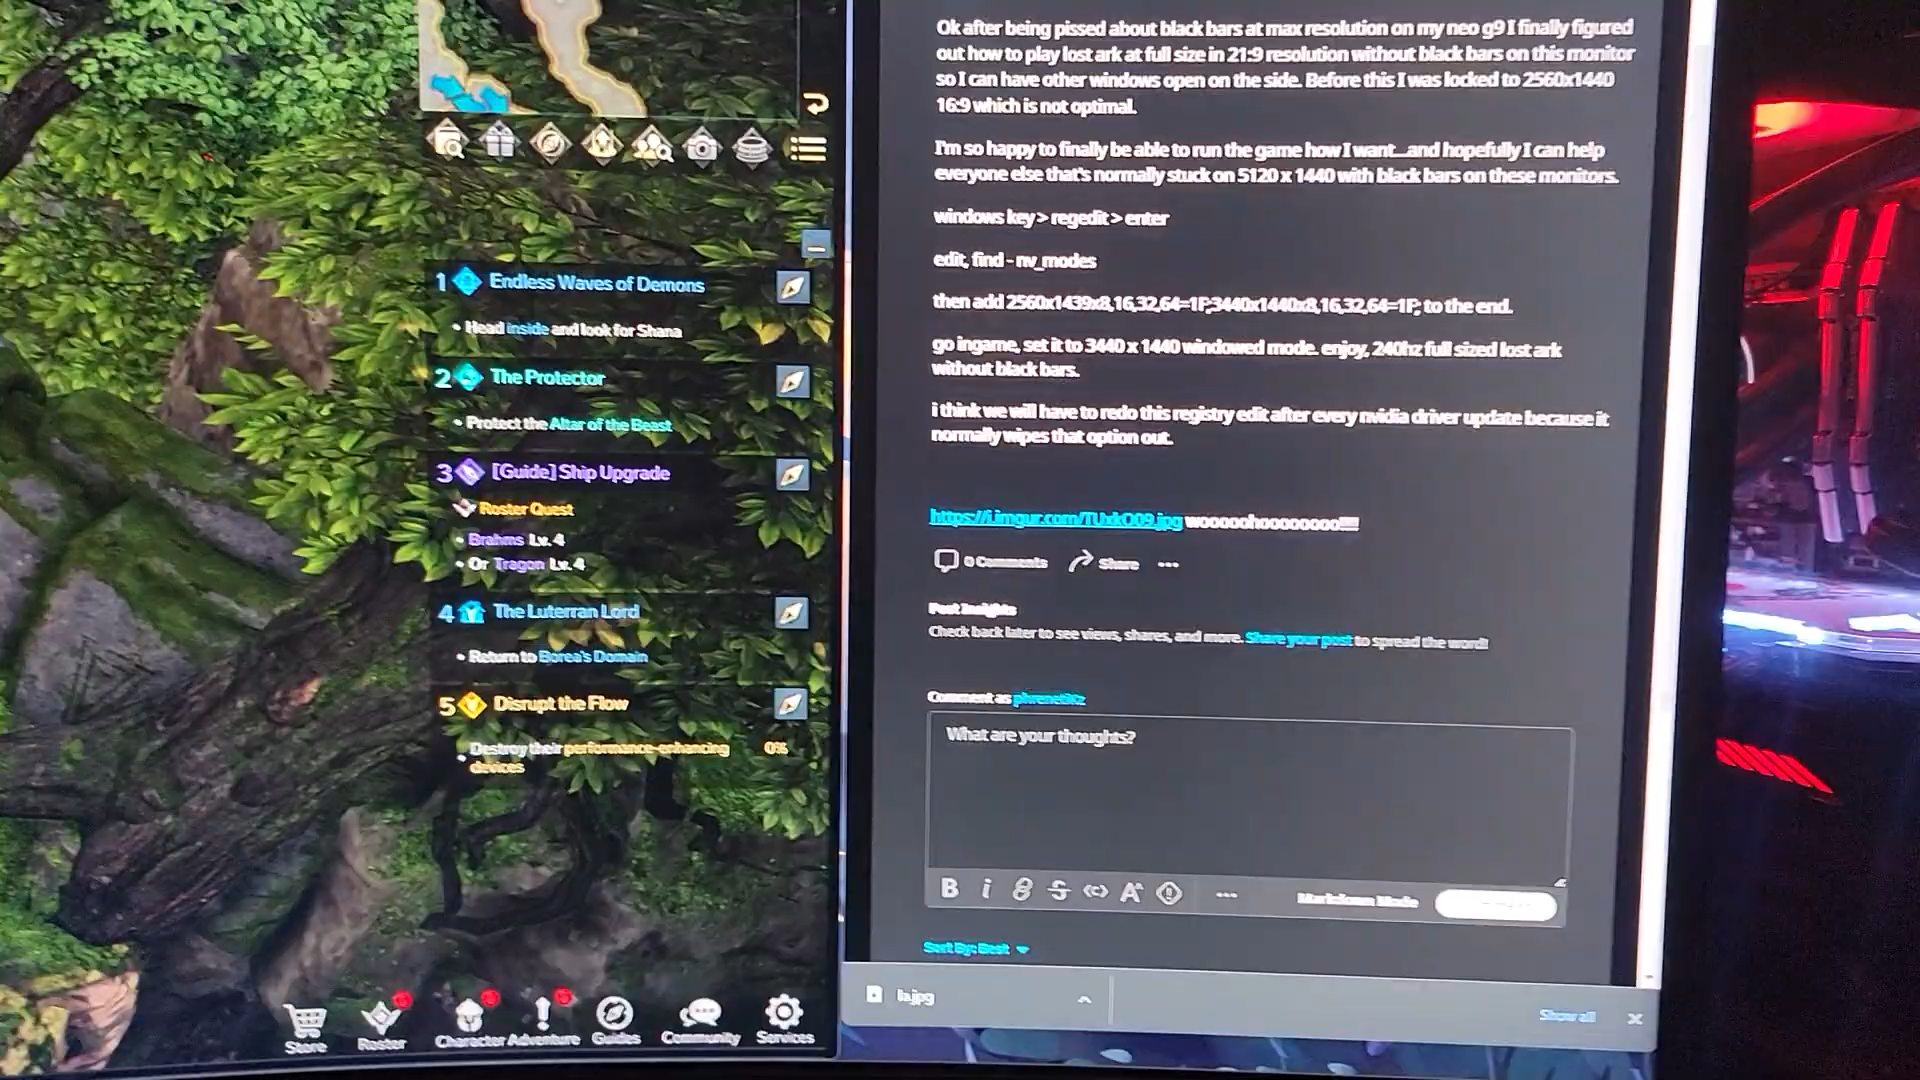 1 Endless Waves of Demons
• Head inside and look for Shana
2 The Protector
• Protect the Altar of the Beast
3 [Guide] Ship Upgrade
Roster Quest
• Brahms Lv. 4
• Or Tragon Lv. 4
4 The Luterran Lord
• Return to Borea's Domain
5 Disrupt the Flow
• Destroy their performance-enhancing 0%
devices
Store
Roster
Character
Adventure
Guides
Community
Services
Ok after being pissed about black bars at max resolution on my neo g9 I finally figured
out how to play lost ark at full size in 21:9 resolution without black bars on this monitor
so I can have other windows open on the side. Before this I was locked to 2560x1440
16:9 which is not optimal.
I'm so happy to finally be able to run the game how I want...and hopefully I can help
everyone else that's normally stuck on 5120 x 1440 with black bars on these monitors.
windows key > regedit > enter
edit, find - nv_modes
then add 2560x1439x8,16,32,64=1F;3440x1440x8,16,32,64=1F; to the end.
go ingame, set it to 3440 x 1440 windowed mode. enjoy, 240hz full sized lost ark
without black bars.
i think we will have to redo this registry edit after every nvidia driver update because it
normally wipes that option out.
https://i.imgur.com/TUxkO09.jpg wooooohoooooooo!!!!!
0 Comments Share ...
Post Insights
Check back later to see views, shares, and more. Share your post to spread the word!
Comment as phrenetiKz
What are your thoughts?
B i S A
... Markdown Mode
Sort By: Best
la.jpg
Show all